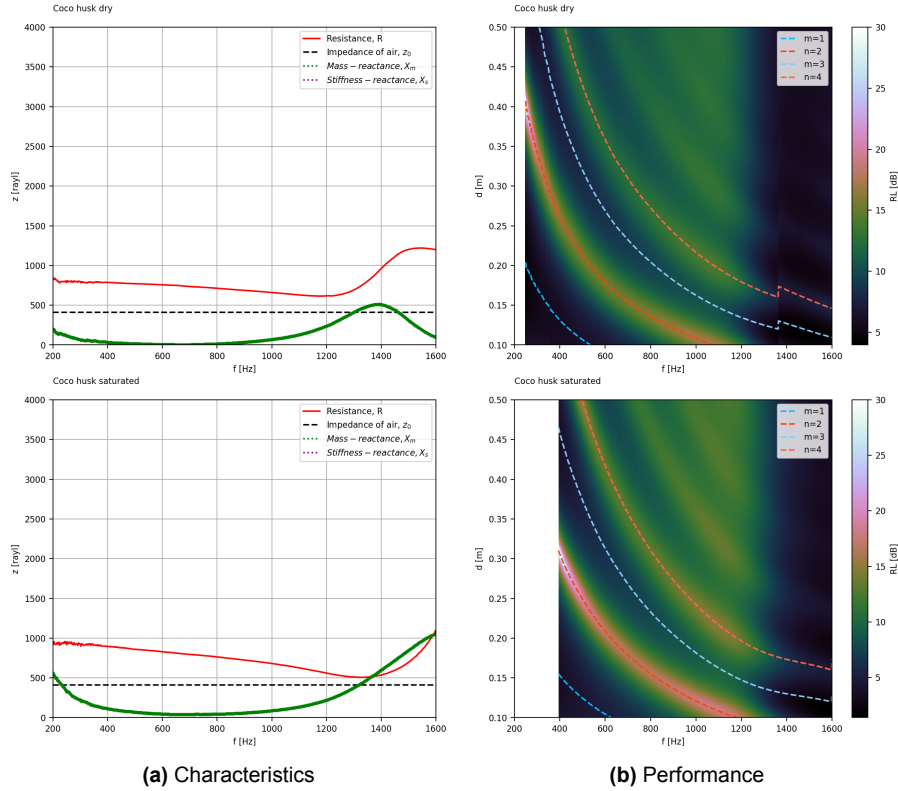 Coco husk dry
4000
3500
3000
2500
2000
1500
1000
500
0
z [rayl]
200 400 600 800 1000 1200 1400 1600
f [Hz]
Resistance, R
Impedance of air, z0
Mass − reactance, Xm
Stiffness − reactance, Xs
Coco husk dry
0.50
0.45
0.40
0.35
0.30
0.25
0.20
0.15
0.10
d [m]
200 400 600 800 1000 1200 1400 1600
f [Hz]
m=1
n=2
m=3
n=4
30
25
20
15
10
5
RL [dB]
Coco husk saturated
4000
3500
3000
2500
2000
1500
1000
500
0
z [rayl]
200 400 600 800 1000 1200 1400 1600
f [Hz]
Resistance, R
Impedance of air, z0
Mass − reactance, Xm
Stiffness − reactance, Xs
Coco husk saturated
0.50
0.45
0.40
0.35
0.30
0.25
0.20
0.15
0.10
d [m]
200 400 600 800 1000 1200 1400 1600
f [Hz]
m=1
n=2
m=3
n=4
30
25
20
15
10
5
RL [dB]
(a) Characteristics
(b) Performance